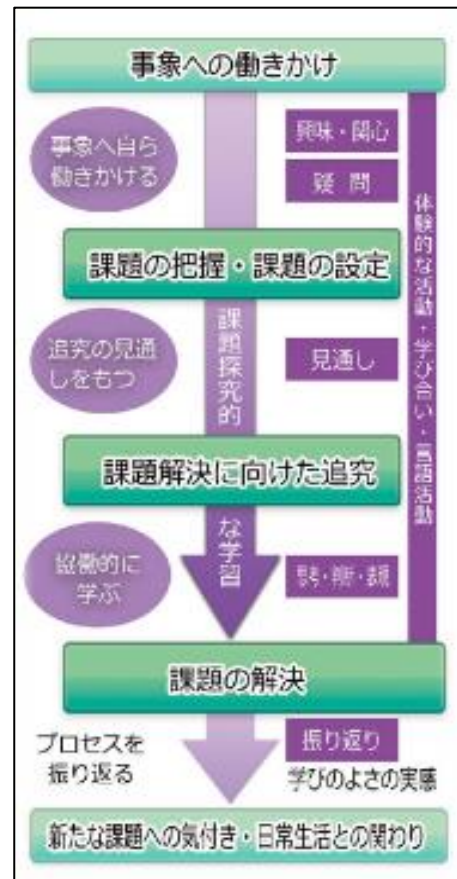 事象への働きかけ
事象へ自ら
働きかける
興味・関心
疑 問
課題の把握・課題の設定
追究の見通
しをもつ
見通し
課題解決に向けた追究
協働的に
学ぶ
思考・判断・表現
課題の解決
プロセスを
振り返る
振り返り
学びのよさの実感
新たな課題への気付き・日常生活との関わり
課題探究的な学習
体験的な活動・学び合い・言語活動